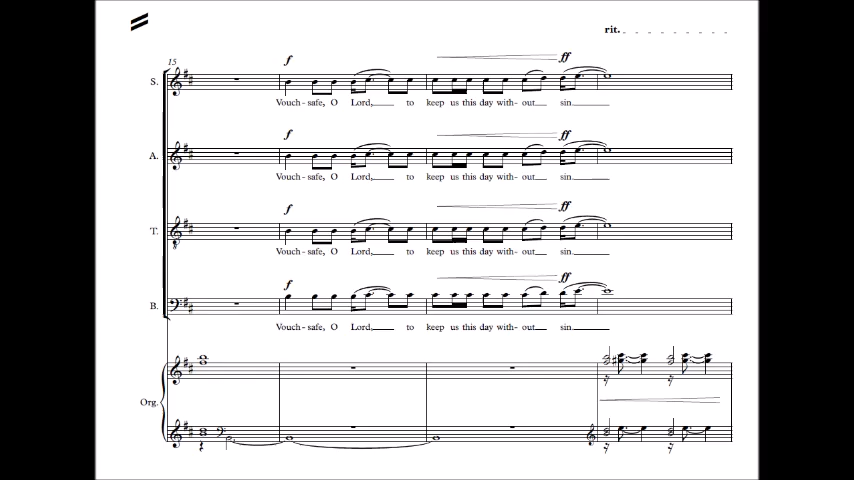 rit.
15
f ff
S.
Vouch - safe, O Lord, to keep us this day with - out sin.
f ff
A.
Vouch - safe, O Lord, to keep us this day with - out sin.
f ff
T.
Vouch - safe, O Lord, to keep us this day with - out sin.
f ff
B.
Vouch - safe, O Lord, to keep us this day with - out sin.
Org.